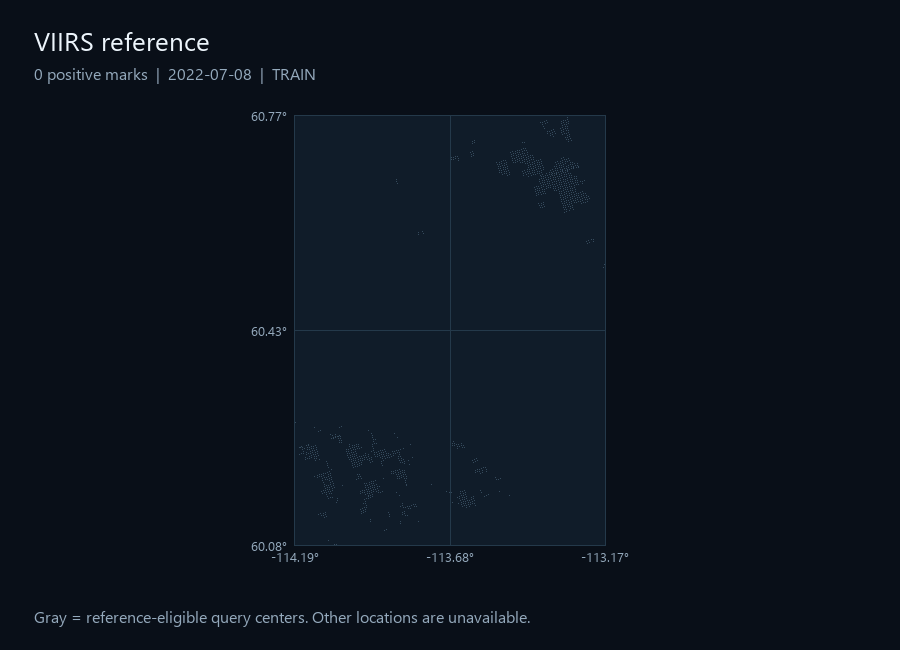 VIIRS reference
0 positive marks | 2022-07-08 | TRAIN
60.77°
60.43°
60.08°
-114.19° -113.68° -113.17°
Gray = reference-eligible query centers. Other locations are unavailable.